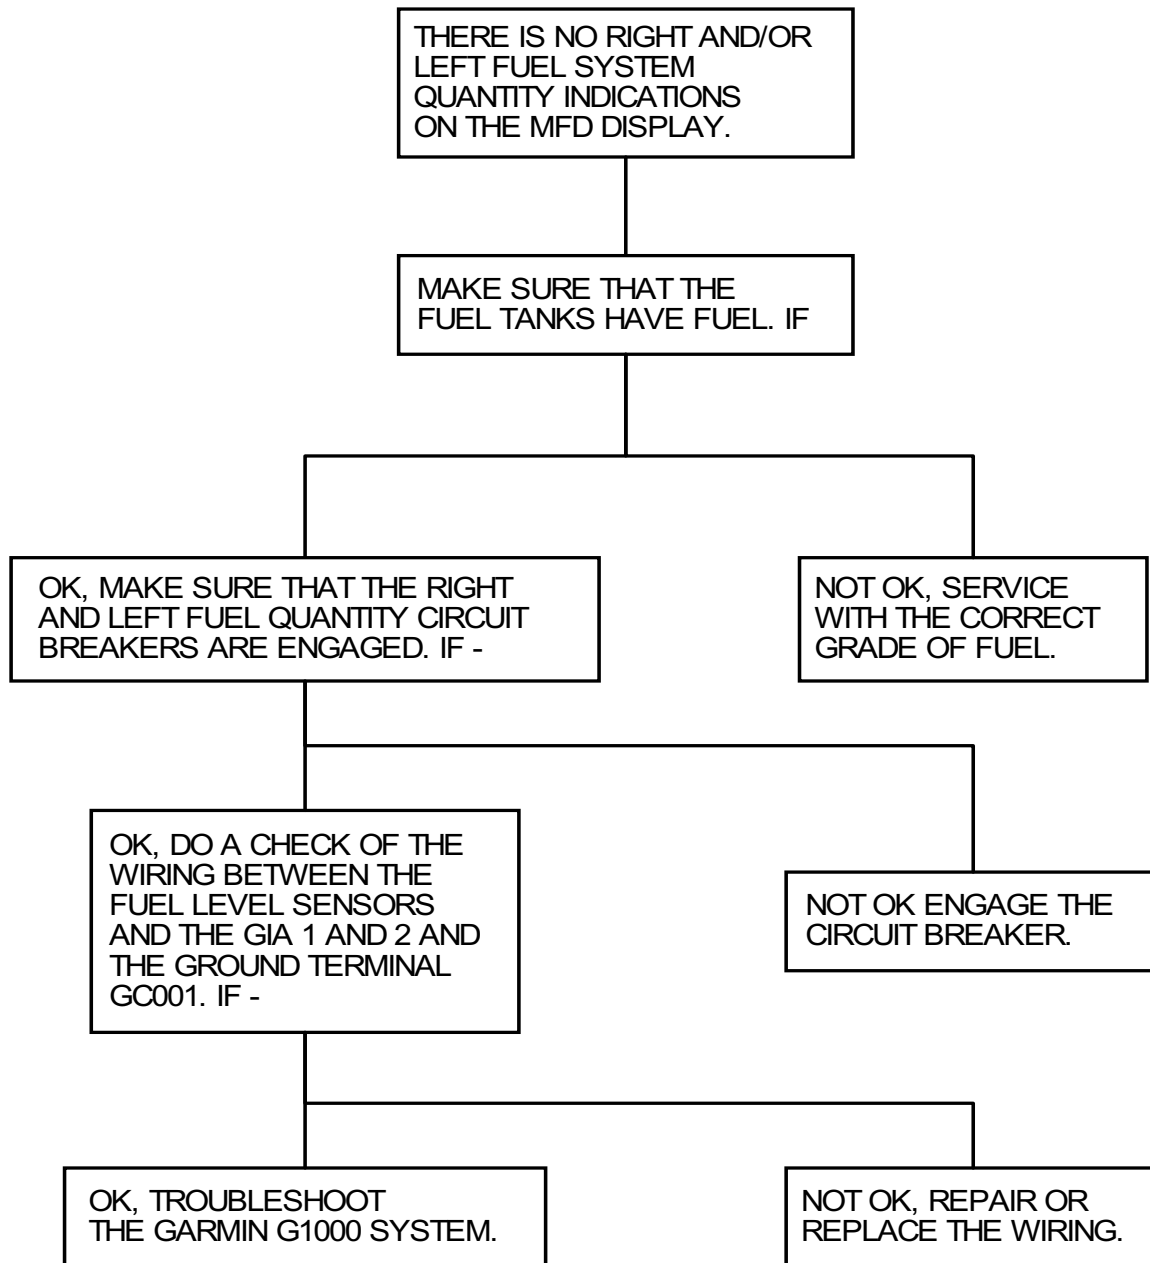 THERE IS NO RIGHT AND/OR
LEFT FUEL SYSTEM
QUANTITY INDICATIONS
ON THE MFD DISPLAY.
MAKE SURE THAT THE
FUEL TANKS HAVE FUEL. IF
OK, MAKE SURE THAT THE RIGHT
AND LEFT FUEL QUANTITY CIRCUIT
BREAKERS ARE ENGAGED. IF -
NOT OK, SERVICE
WITH THE CORRECT
GRADE OF FUEL.
OK, DO A CHECK OF THE
WIRING BETWEEN THE
FUEL LEVEL SENSORS
AND THE GIA 1 AND 2 AND
THE GROUND TERMINAL
GC001. IF -
NOT OK ENGAGE THE
CIRCUIT BREAKER.
OK, TROUBLESHOOT
THE GARMIN G1000 SYSTEM.
NOT OK, REPAIR OR
REPLACE THE WIRING.